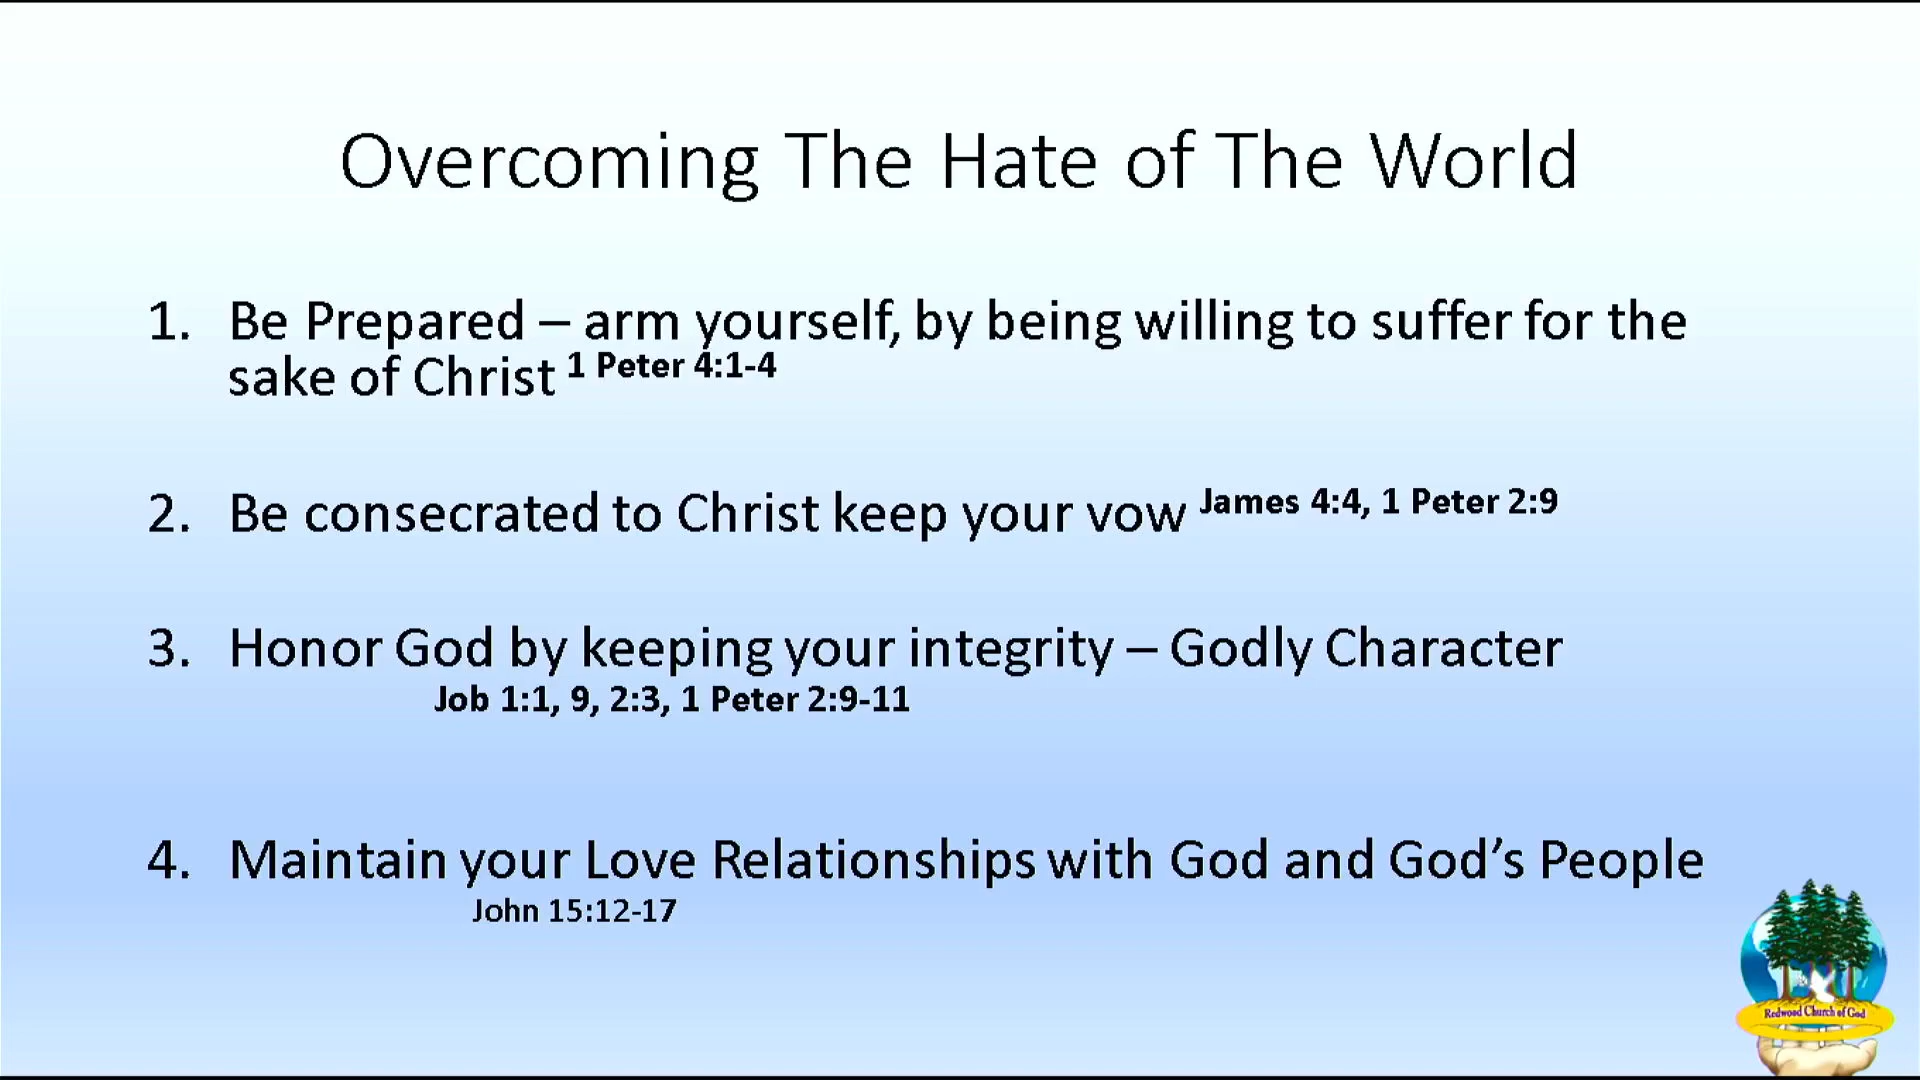 Overcoming The Hate of The World
1. Be Prepared – arm yourself, by being willing to suffer for the
sake of Christ 1 Peter 4:1-4
2. Be consecrated to Christ keep your vow James 4:4, 1 Peter 2:9
3. Honor God by keeping your integrity – Godly Character
Job 1:1, 9, 2:3, 1 Peter 2:9-11
4. Maintain your Love Relationships with God and God’s People
John 15:12-17
Redwood Church of God